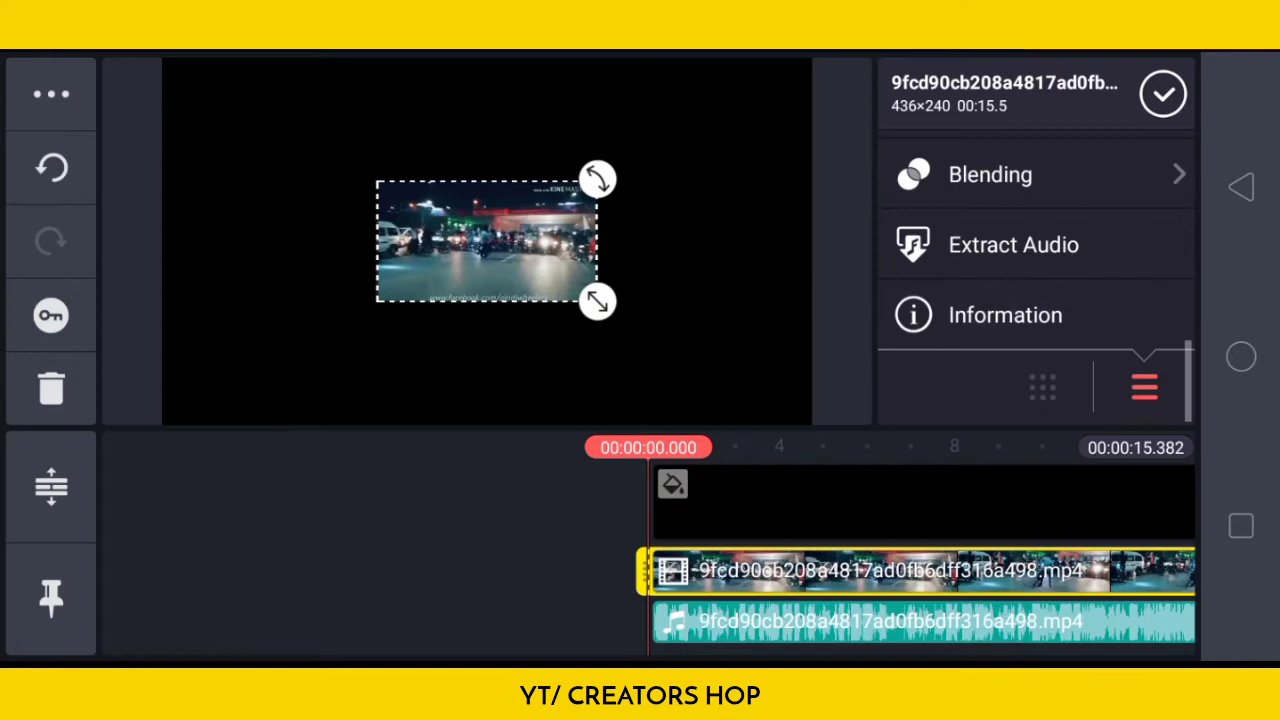 9fcd90cb208a4817ad0fb...
436×240 00:15.5
KINEMAS
Blending
Extract Audio
Information
00:00:00.000
4
8
00:00:15.382
9fcd90cb208a4817ad0fb6dff316a498.mp4
9fcd90cb208a4817ad0fb6dff316a498.mp4
YT/ CREATORS HOP